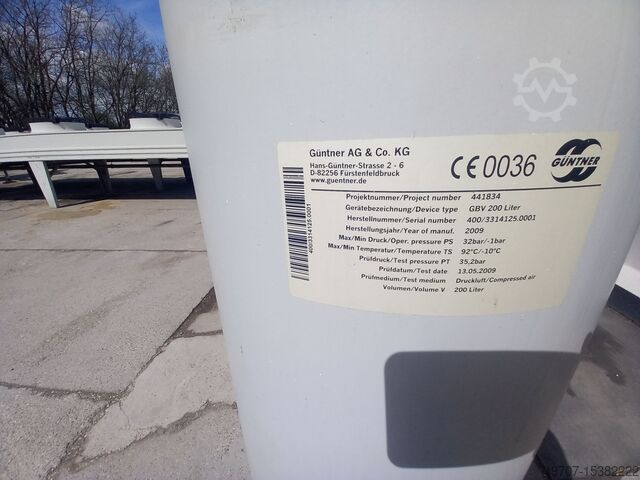 Güntner AG & Co. KG
Hans-Güntner-Strasse 2 - 6
D-82256 Fürstenfeldbruck
www.guentner.de
CE 0036
GÜNTNER
400/3314125.0001
Projektnummer/Project number 441834
Gerätebezeichnung/Device type GBV 200 Liter
Herstellnummer/Serial number 400/3314125.0001
Herstellungsjahr/Year of manuf. 2009
Max/Min Druck/Oper. pressure PS 32bar/-1bar
Max/Min Temperatur/Temperature TS 92°C/-10°C
Prüfdruck/Test pressure PT 35,2bar
Prüfdatum/Test date 13.05.2009
Prüfmedium/Test medium Druckluft/Compressed air
Volumen/Volume V 200 Liter